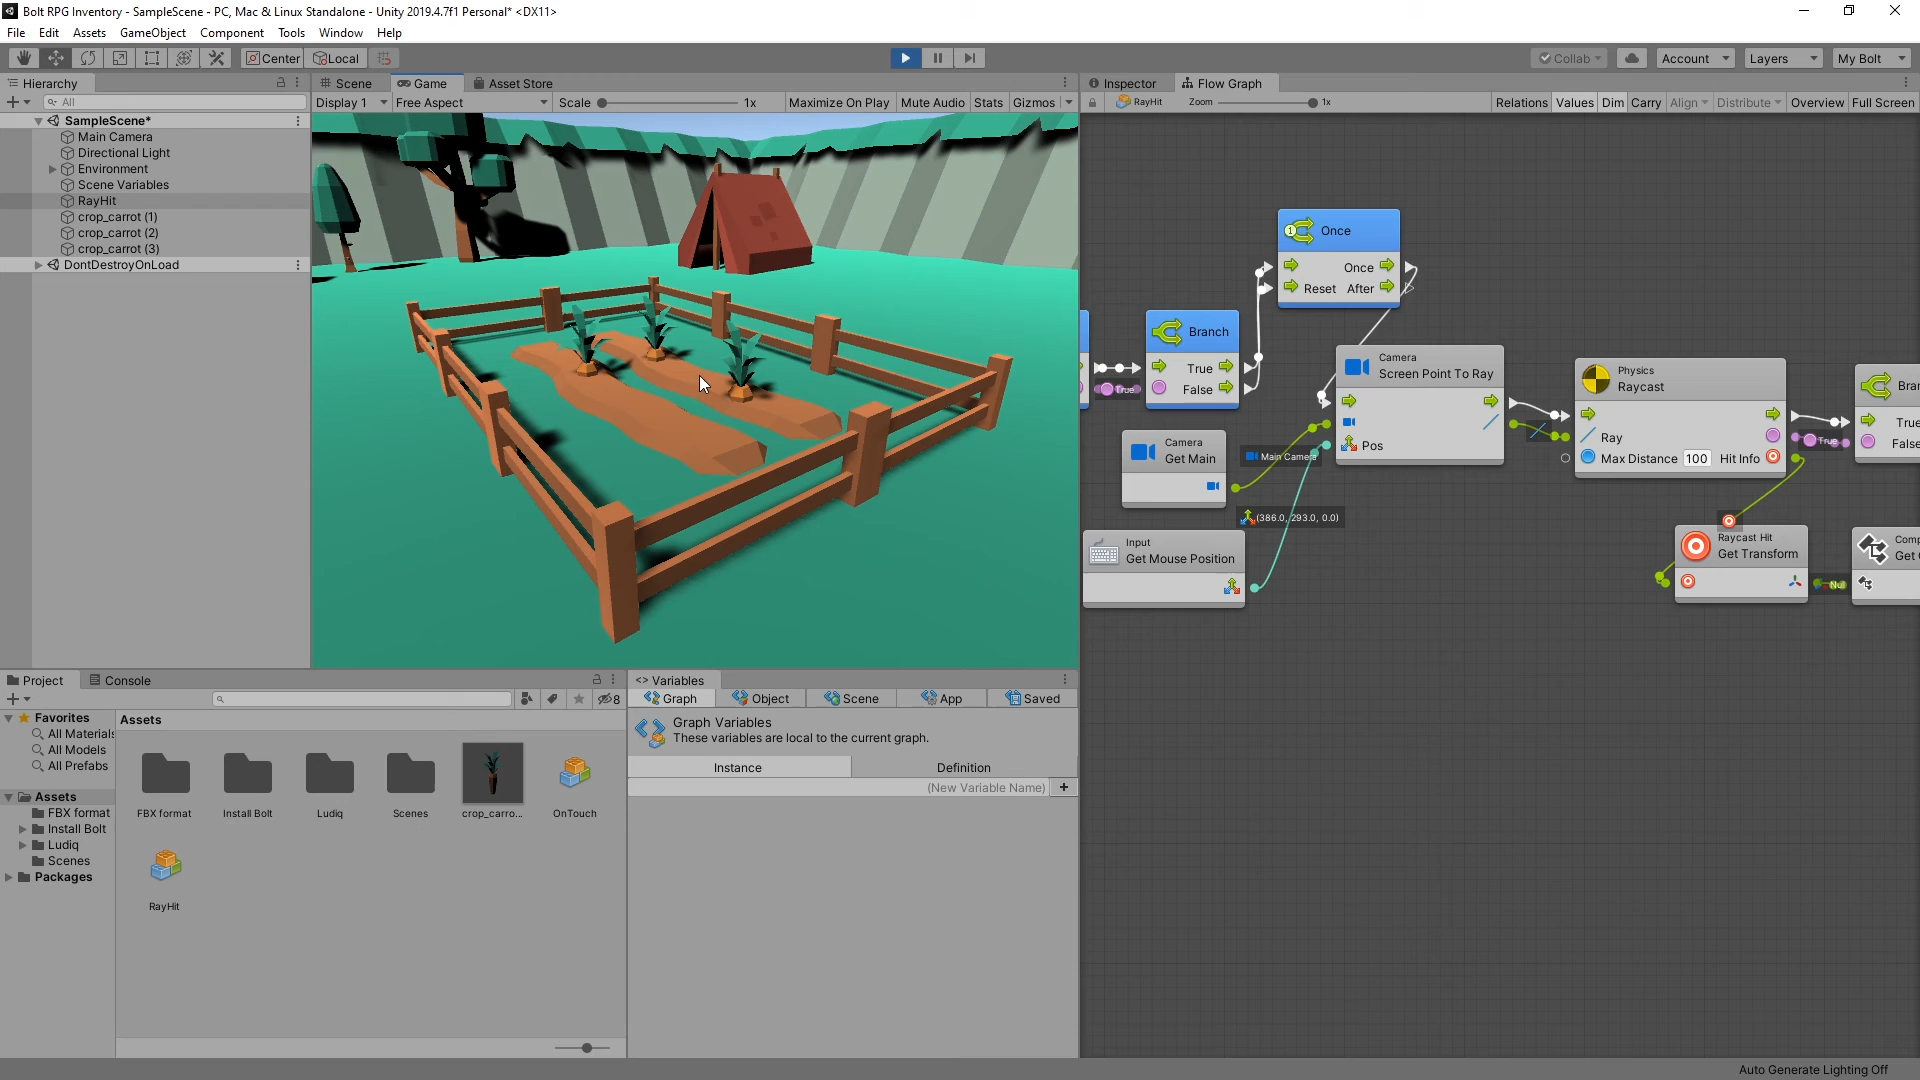 Bolt RPG Inventory - SampleScene - PC, Mac & Linux Standalone - Unity 2019.4.7f1 Personal* <DX11>
File Edit Assets GameObject Component Tools Window Help
Center Local Collab Account Layers My Bolt
Hierarchy
All
SampleScene*
Main Camera
Directional Light
Environment
Scene Variables
RayHit
crop_carrot (1)
crop_carrot (2)
crop_carrot (3)
DontDestroyOnLoad
Scene Game Asset Store
Display 1 Free Aspect Scale 1x Maximize On Play Mute Audio Stats Gizmos
Inspector Flow Graph
RayHit Zoom 1x Relations Values Dim Carry Align Distribute Overview Full Screen
Once
Once
Reset After
Branch
True
False
True
Camera
Screen Point To Ray
Pos
Camera
Get Main
Main Camera
(386.0, 293.0, 0.0)
Input
Get Mouse Position
Physics
Raycast
Ray
Max Distance 100 Hit Info
True
Bran
True
False
Raycast Hit
Get Transform
Null
Comp
Get
Project Console
8
Favorites
All Materials
All Models
All Prefabs
Assets
FBX format
Install Bolt
Ludiq
Scenes
Packages
Assets
FBX format
Install Bolt
Ludiq
Scenes
crop_carro...
OnTouch
RayHit
<> Variables
Graph Object Scene App Saved
Graph Variables
These variables are local to the current graph.
Instance Definition
(New Variable Name) +
Auto Generate Lighting Off